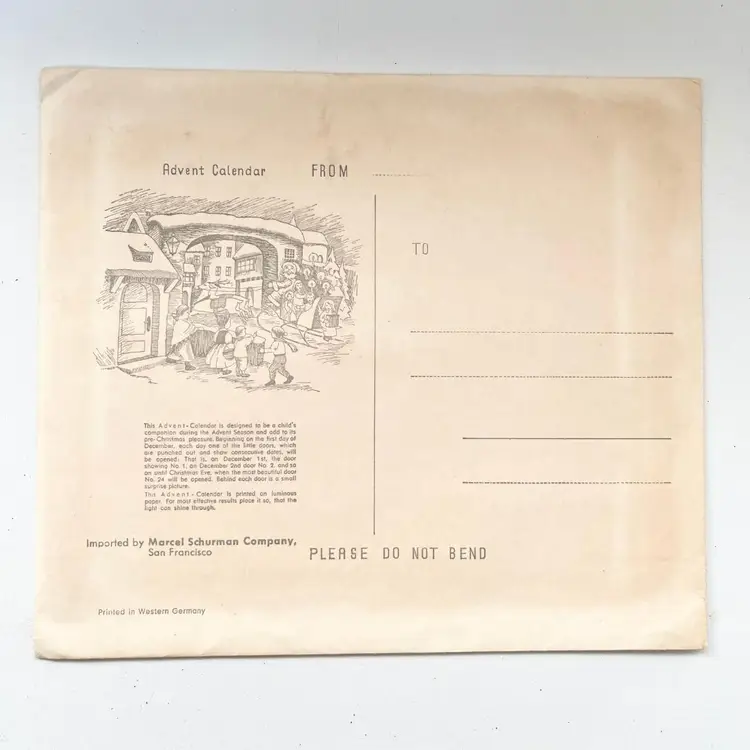 Advent Calendar
FROM
TO
This Advent-Calendar is designed to be a child's
companion during the Advent Season and add to its
pre-Christmas pleasure. Beginning on the first day of
December, each day one of the little doors, which
are punched out and show consecutive dates, will
be opened. That is, on December 1st, the door
showing No. 1, on December 2nd door No. 2, and so
on until Christmas Eve, when the most beautiful door
No. 24 will be opened. Behind each door is a small
surprise picture.
This Advent-Calendar is printed on luminous
paper. For most effective results place it so, that the
light can shine through.
Imported by Marcel Schurman Company,
San Francisco
PLEASE DO NOT BEND
Printed in Western Germany